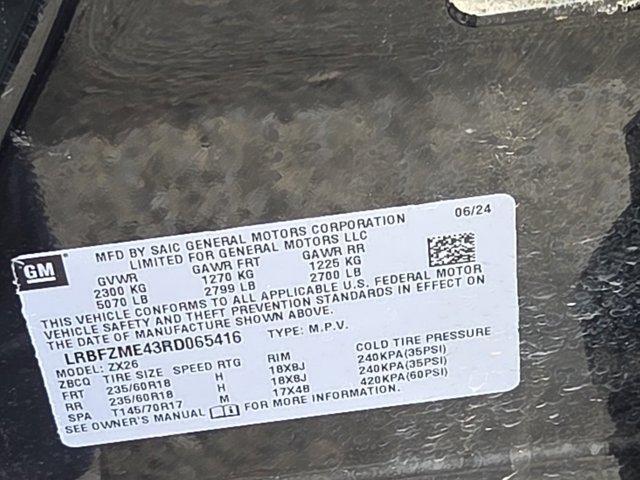 06/24
GM
MFD BY SAIC GENERAL MOTORS CORPORATION
LIMITED FOR GENERAL MOTORS LLC
GVWR GAWR FRT GAWR RR
2300 KG 1270 KG 1225 KG
5070 LB 2799 LB 2700 LB
THIS VEHICLE CONFORMS TO ALL APPLICABLE U.S. FEDERAL MOTOR
VEHICLE SAFETY AND THEFT PREVENTION STANDARDS IN EFFECT ON
THE DATE OF MANUFACTURE SHOWN ABOVE.
LRBFZME43RD065416 TYPE: M.P.V.
MODEL: ZX26
ZBCQ TIRE SIZE SPEED RTG RIM COLD TIRE PRESSURE
FRT 235/60R18 H 18X8J 240KPA(35PSI)
RR 235/60R18 H 18X8J 240KPA(35PSI)
SPA T145/70R17 M 17X4B 420KPA(60PSI)
SEE OWNER'S MANUAL FOR MORE INFORMATION.